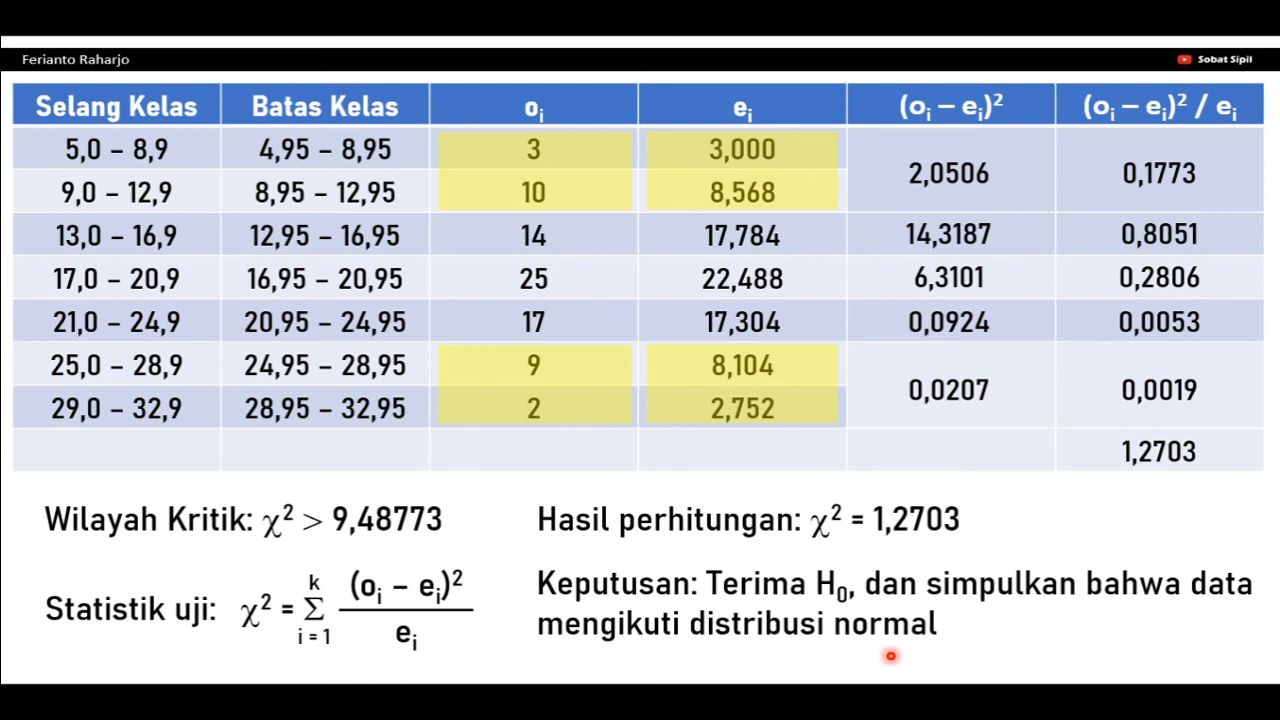 Ferianto Raharjo
Sobat Sipil
Selang Kelas Batas Kelas oᵢ eᵢ (oᵢ – eᵢ)² (oᵢ – eᵢ)² / eᵢ
5,0 – 8,9 4,95 – 8,95 3 3,000 2,0506 0,1773
9,0 – 12,9 8,95 – 12,95 10 8,568
13,0 – 16,9 12,95 – 16,95 14 17,784 14,3187 0,8051
17,0 – 20,9 16,95 – 20,95 25 22,488 6,3101 0,2806
21,0 – 24,9 20,95 – 24,95 17 17,304 0,0924 0,0053
25,0 – 28,9 24,95 – 28,95 9 8,104 0,0207 0,0019
29,0 – 32,9 28,95 – 32,95 2 2,752
1,2703
Wilayah Kritik: χ² > 9,48773
Statistik uji: χ² = k Σ i = 1 (oᵢ – eᵢ)² / eᵢ
Hasil perhitungan: χ² = 1,2703
Keputusan: Terima H₀, dan simpulkan bahwa data
mengikuti distribusi normal